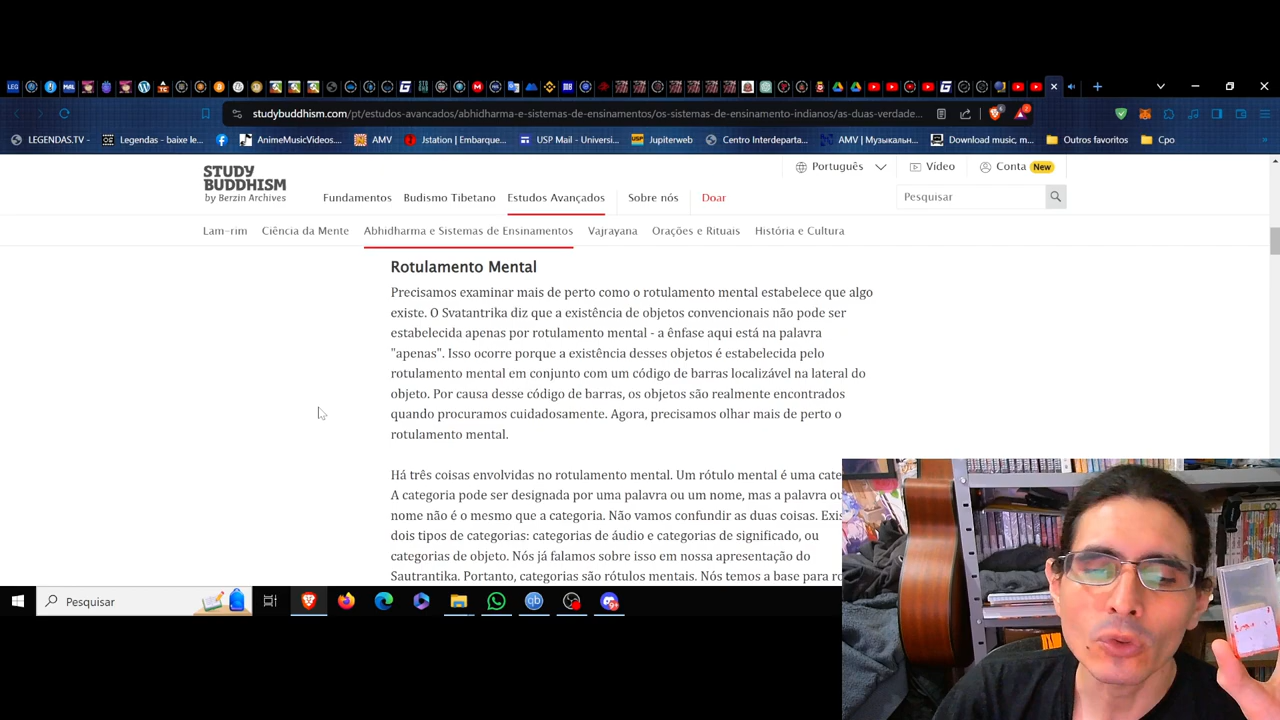 LEG
MAL
studybuddhism.com/pt/estudos-avancados/abhidharma-e-sistemas-de-ensinamentos/os-sistemas-de-ensinamento-indianos/as-duas-verdade...
LEGENDAS.TV - Legendas - baixe le... AnimeMusicVideos.... AMV Jstation | Embarque... USP Mail - Universi... Jupiterweb Centro Interdeparta... AMV | Музыкальн... Download music, m... Outros favoritos Cpo
STUDY
BUDDHISM
by Berzin Archives
Português Vídeo Conta New
Fundamentos Budismo Tibetano Estudos Avançados Sobre nós Doar Pesquisar
Lam-rim Ciência da Mente Abhidharma e Sistemas de Ensinamentos Vajrayana Orações e Rituais História e Cultura
Rotulamento Mental
Precisamos examinar mais de perto como o rotulamento mental estabelece que algo
existe. O Svatantrika diz que a existência de objetos convencionais não pode ser
estabelecida apenas por rotulamento mental - a ênfase aqui está na palavra
"apenas". Isso ocorre porque a existência desses objetos é estabelecida pelo
rotulamento mental em conjunto com um código de barras localizável na lateral do
objeto. Por causa desse código de barras, os objetos são realmente encontrados
quando procuramos cuidadosamente. Agora, precisamos olhar mais de perto o
rotulamento mental.
Há três coisas envolvidas no rotulamento mental. Um rótulo mental é uma cate
A categoria pode ser designada por uma palavra ou um nome, mas a palavra ou
nome não é o mesmo que a categoria. Não vamos confundir as duas coisas. Exis
dois tipos de categorias: categorias de áudio e categorias de significado, ou
categorias de objeto. Nós já falamos sobre isso em nossa apresentação do
Sautrantika. Portanto, categorias são rótulos mentais. Nós temos a base para ro
Pesquisar